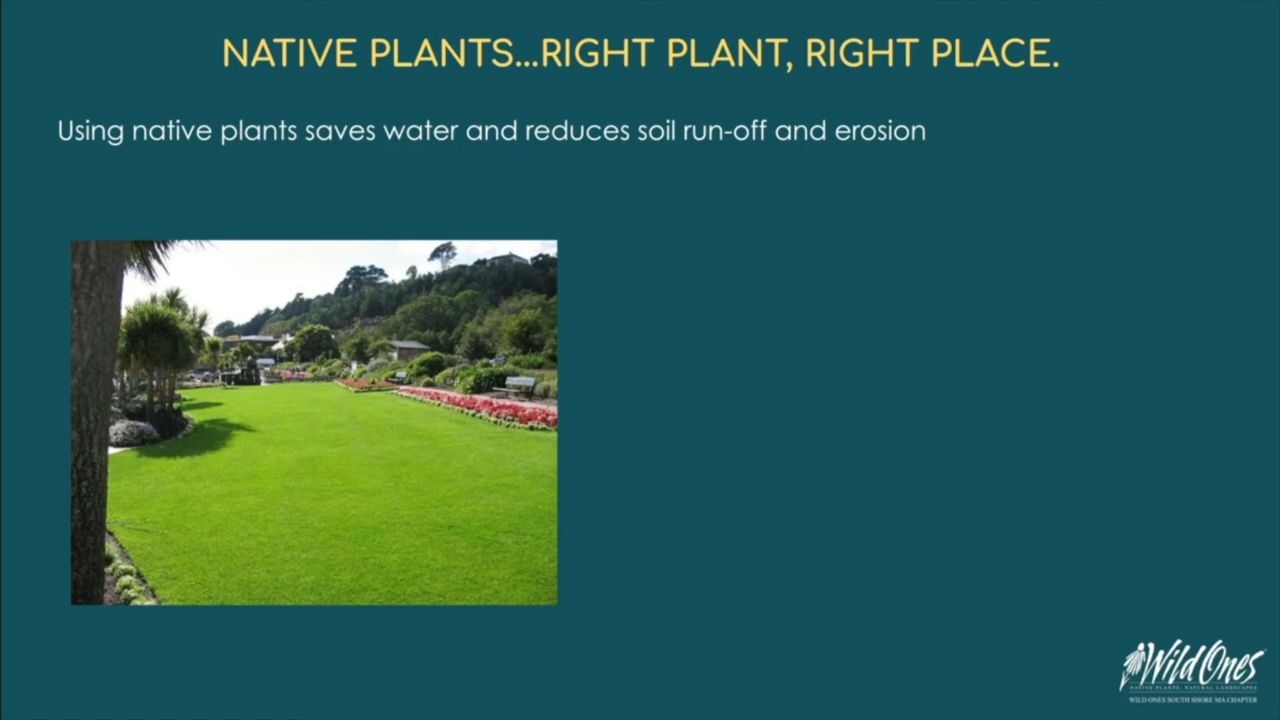 NATIVE PLANTS...RIGHT PLANT, RIGHT PLACE.
Using native plants saves water and reduces soil run-off and erosion
Wild Ones
NATIVE PLANTS, NATURAL LANDSCAPES
WILD ONES SOUTH SHORE MA CHAPTER